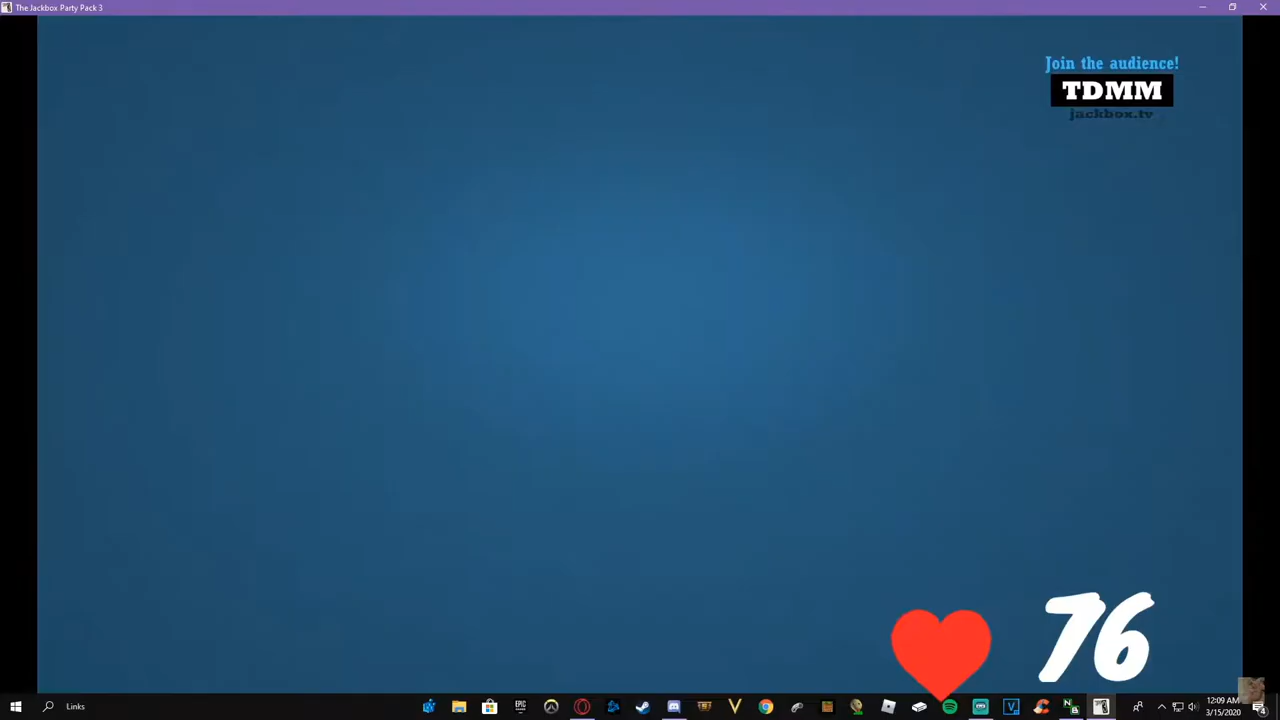 The Jackbox Party Pack 3
Join the audience!
TDMM
jackbox.tv
76
Links
EPIC
12:09 AM
3/15/2020